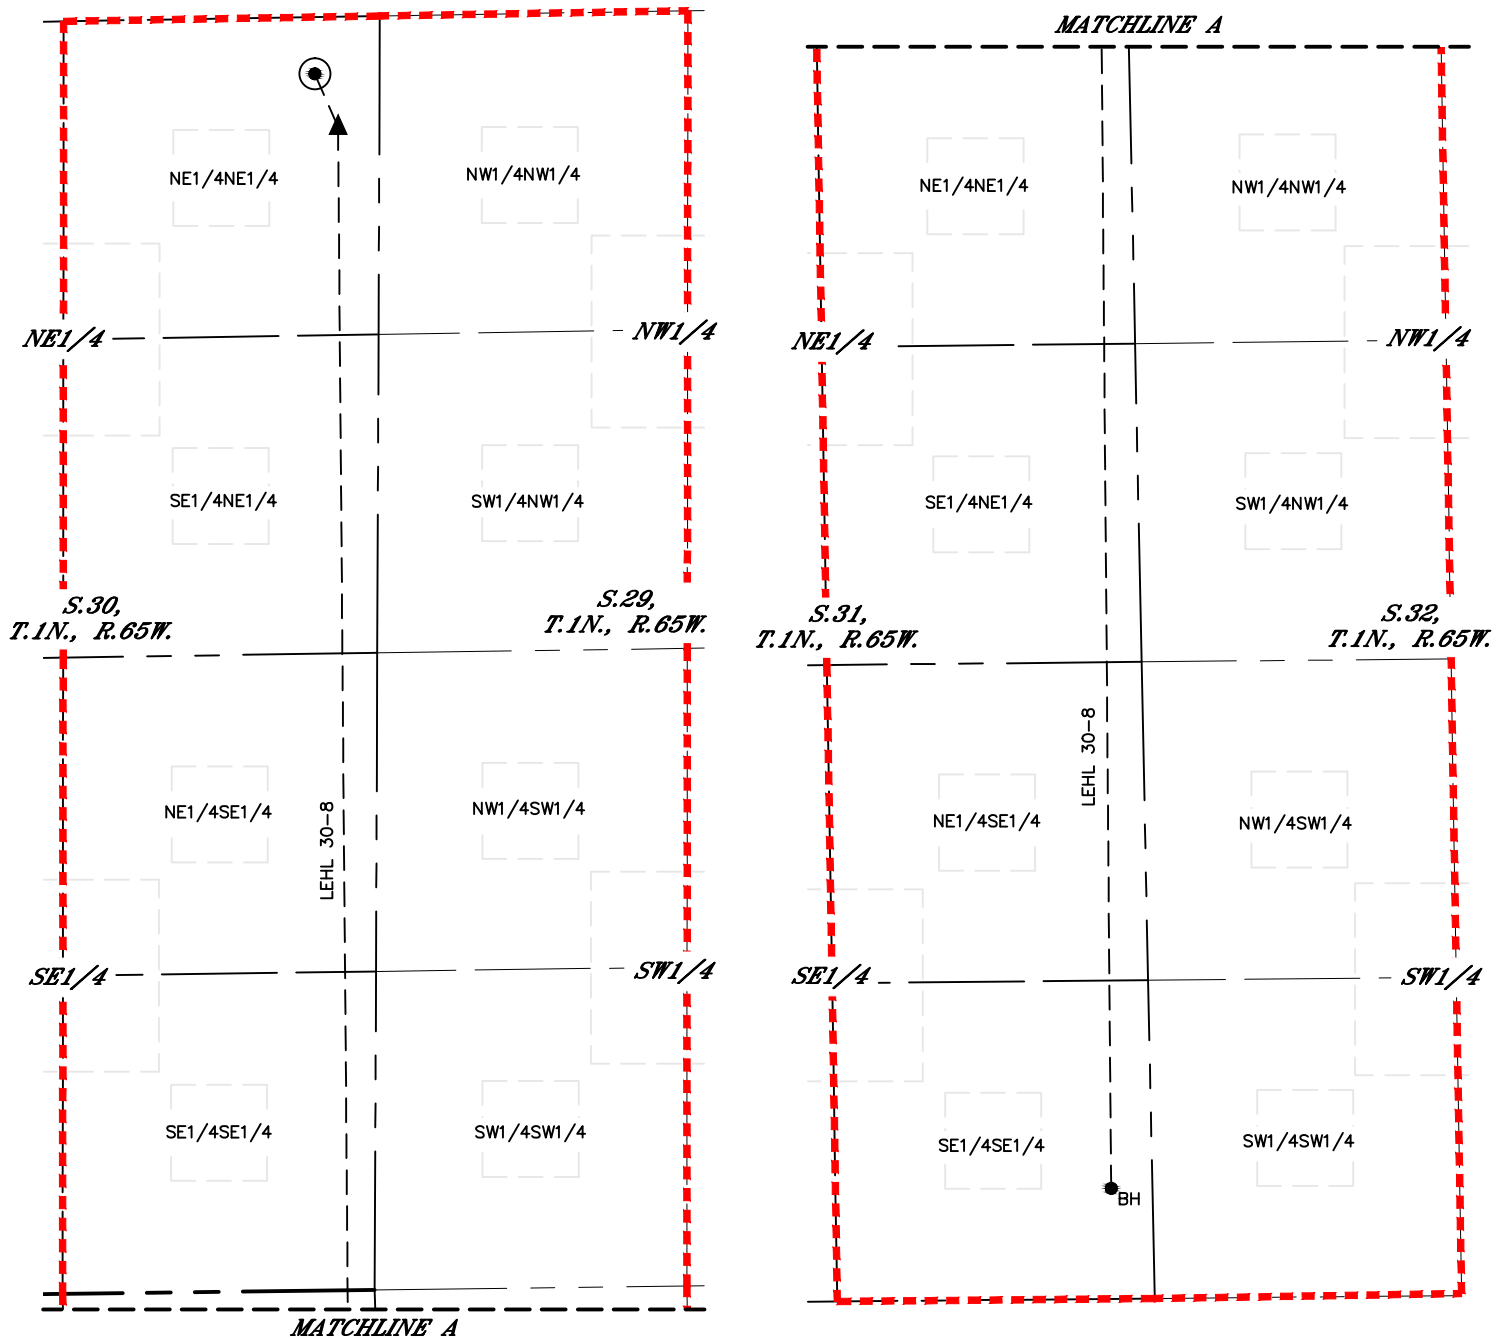 NE1/4NE1/4
NW1/4NW1/4
NE1/4
NW1/4
SE1/4NE1/4
SW1/4NW1/4
S.30,
T.1N., R.65W.
S.29,
T.1N., R.65W.
NE1/4SE1/4
NW1/4SW1/4
LEHL 30-8
SE1/4
SW1/4
SE1/4SE1/4
SW1/4SW1/4
MATCHLINE A
MATCHLINE A
NE1/4NE1/4
NW1/4NW1/4
NE1/4
NW1/4
SE1/4NE1/4
SW1/4NW1/4
S.31,
T.1N., R.65W.
S.32,
T.1N., R.65W.
LEHL 30-8
NE1/4SE1/4
NW1/4SW1/4
SE1/4
SW1/4
SE1/4SE1/4
SW1/4SW1/4
BH